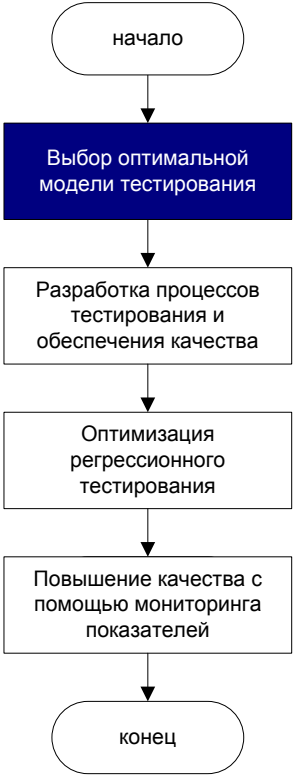 начало
Выбор оптимальной
модели тестирования
Разработка процессов
тестирования и
обеспечения качества
Оптимизация
регрессионного
тестирования
Повышение качества с
помощью мониторинга
показателей
конец